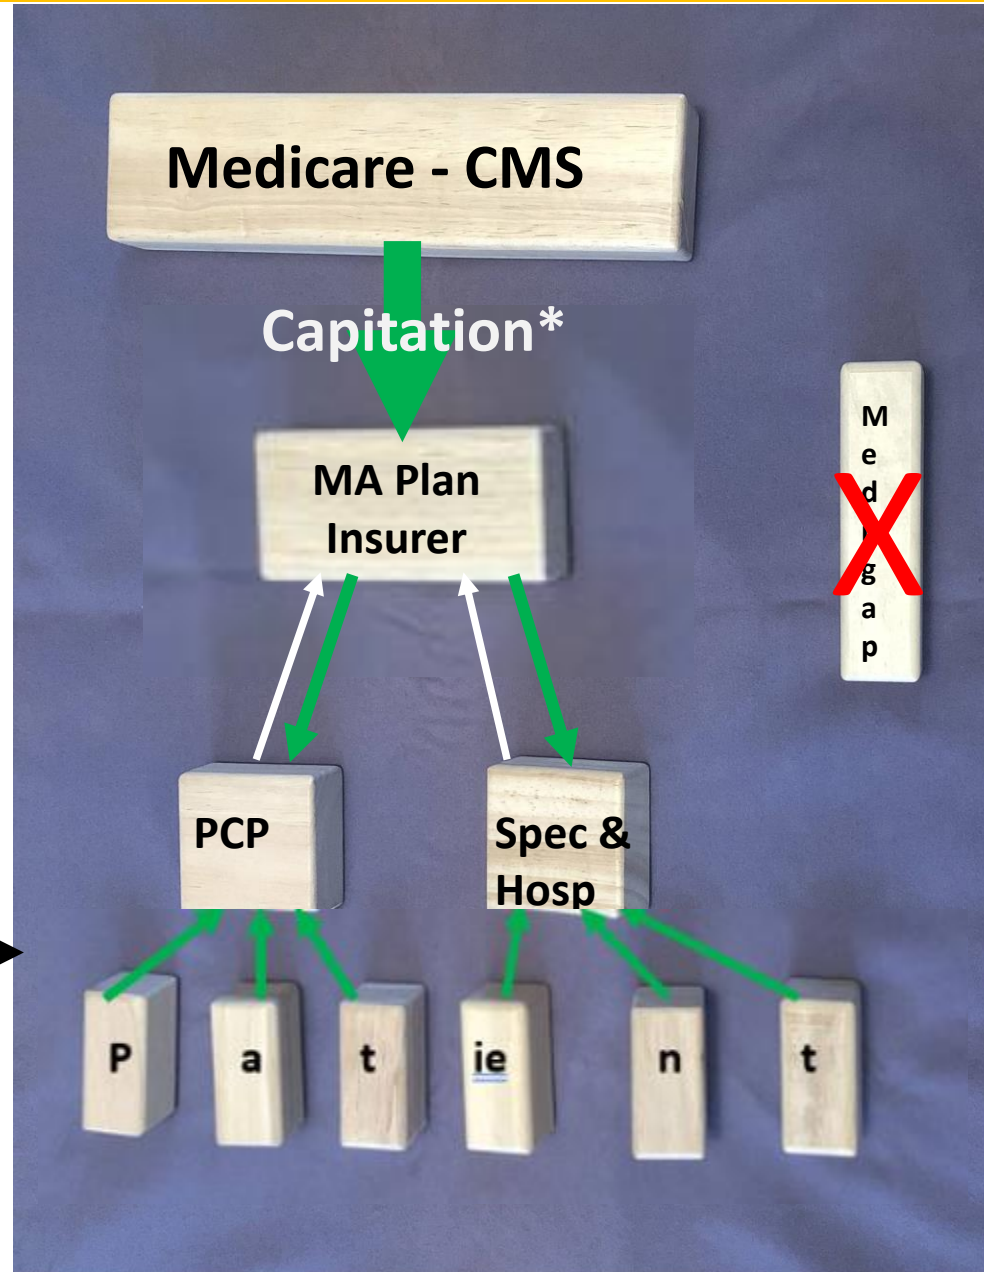 Medicare - CMS
Capitation*
MA Plan
Insurer
M
e
d
g
a
p
X
PCP
Spec &
Hosp
P
a
t
ie
n
t